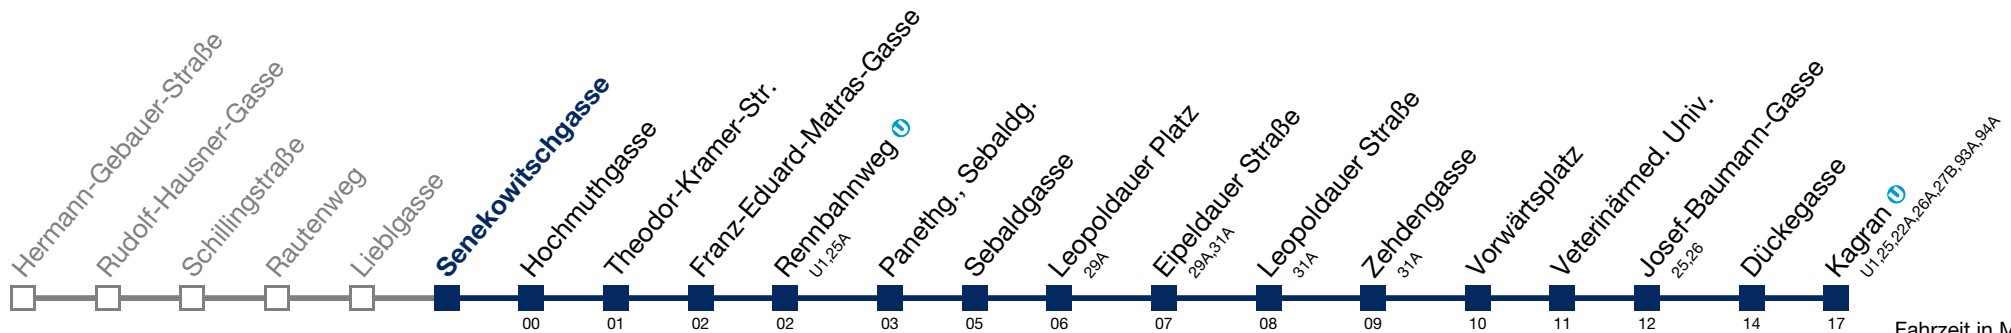 Hermann-Gebauer-Straße
Rudolf-Hausner-Gasse
Schillingstraße
Rautenweg
Lieblgasse
Senekowitschgasse
Hochmuthgasse
Theodor-Kramer-Str.
Franz-Eduard-Matras-Gasse
Rennbahnweg U
U1,25A
Panethg., Sebaldg.
Sebaldgasse
Leopoldauer Platz
29A
Eipeldauer Straße
29A,31A
Leopoldauer Straße
31A
Zehdengasse
31A
Vorwärtsplatz
Veterinärmed. Univ.
Josef-Baumann-Gasse
25,26
Dückegasse
Kagran U
U1,25,22A,26A,27B,93A,94A
00 01 02 02 03 05 06 07 08 09 10 11 12 14 17
Fahrzeit in M